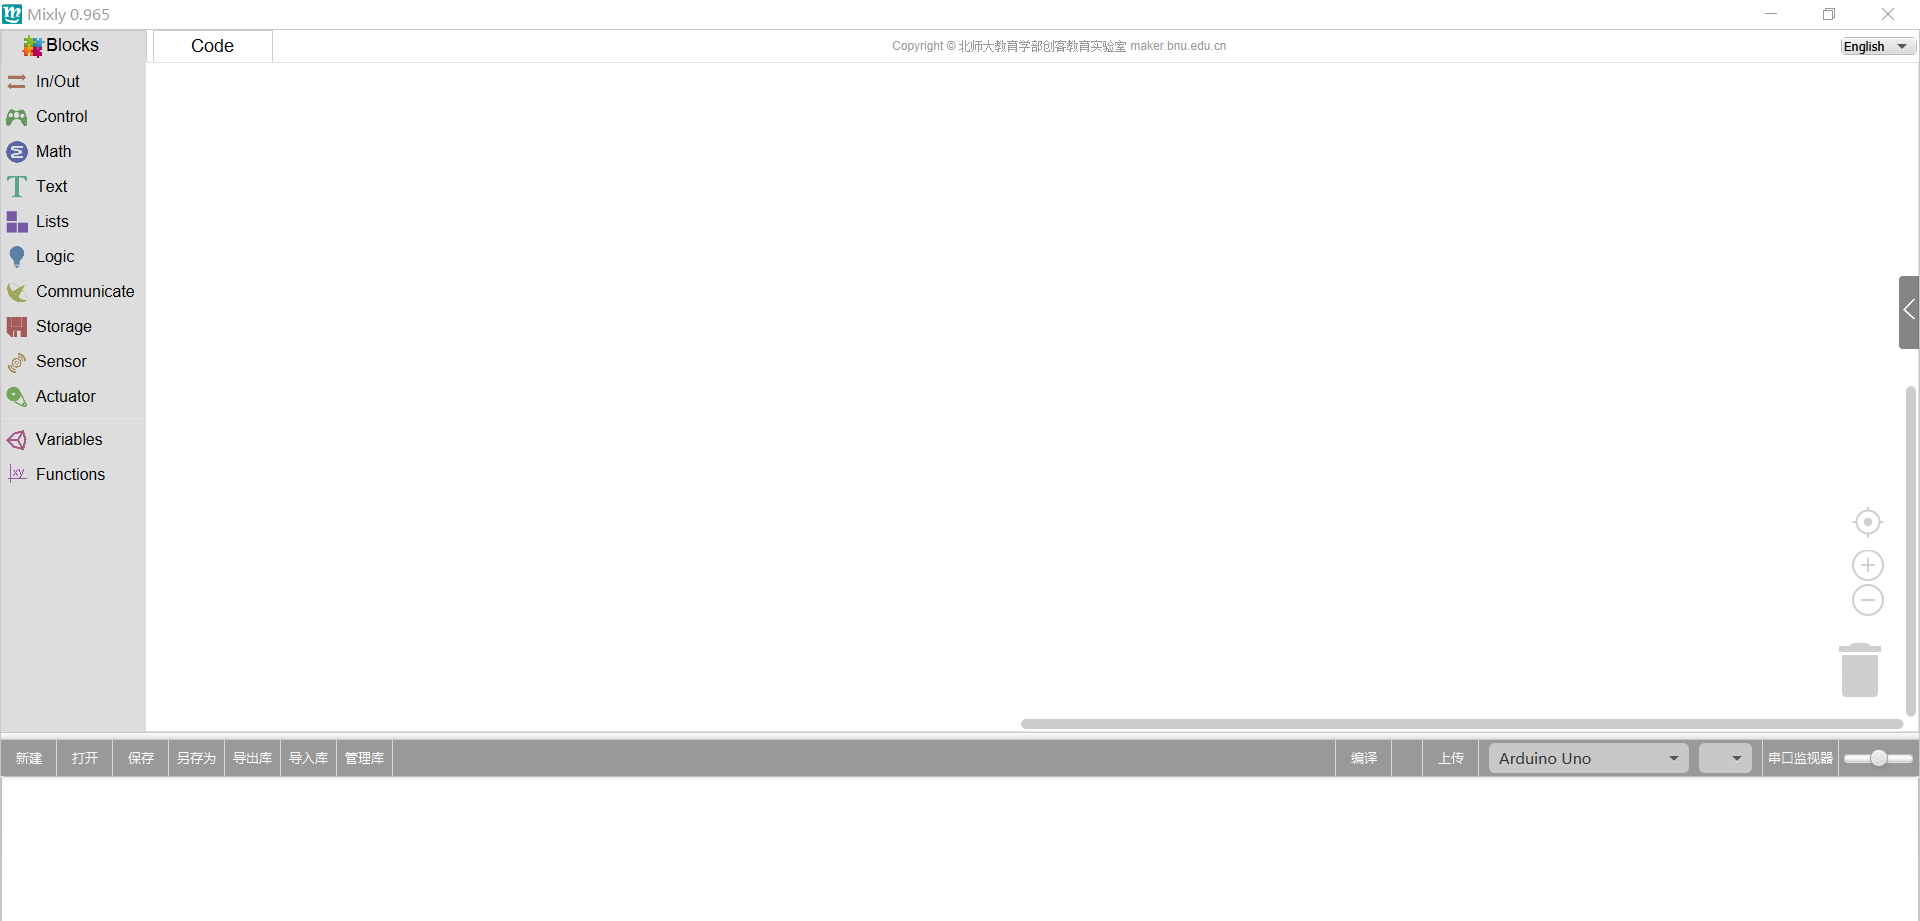 Mixly 0.965
Blocks
Code
Copyright © 北师大教育学部创客教育实验室 maker.bnu.edu.cn
English
In/Out
Control
Math
Text
Lists
Logic
Communicate
Storage
Sensor
Actuator
Variables
Functions
新建 打开 保存 另存为 导出库 导入库 管理库 编译 上传 Arduino Uno 串口监视器